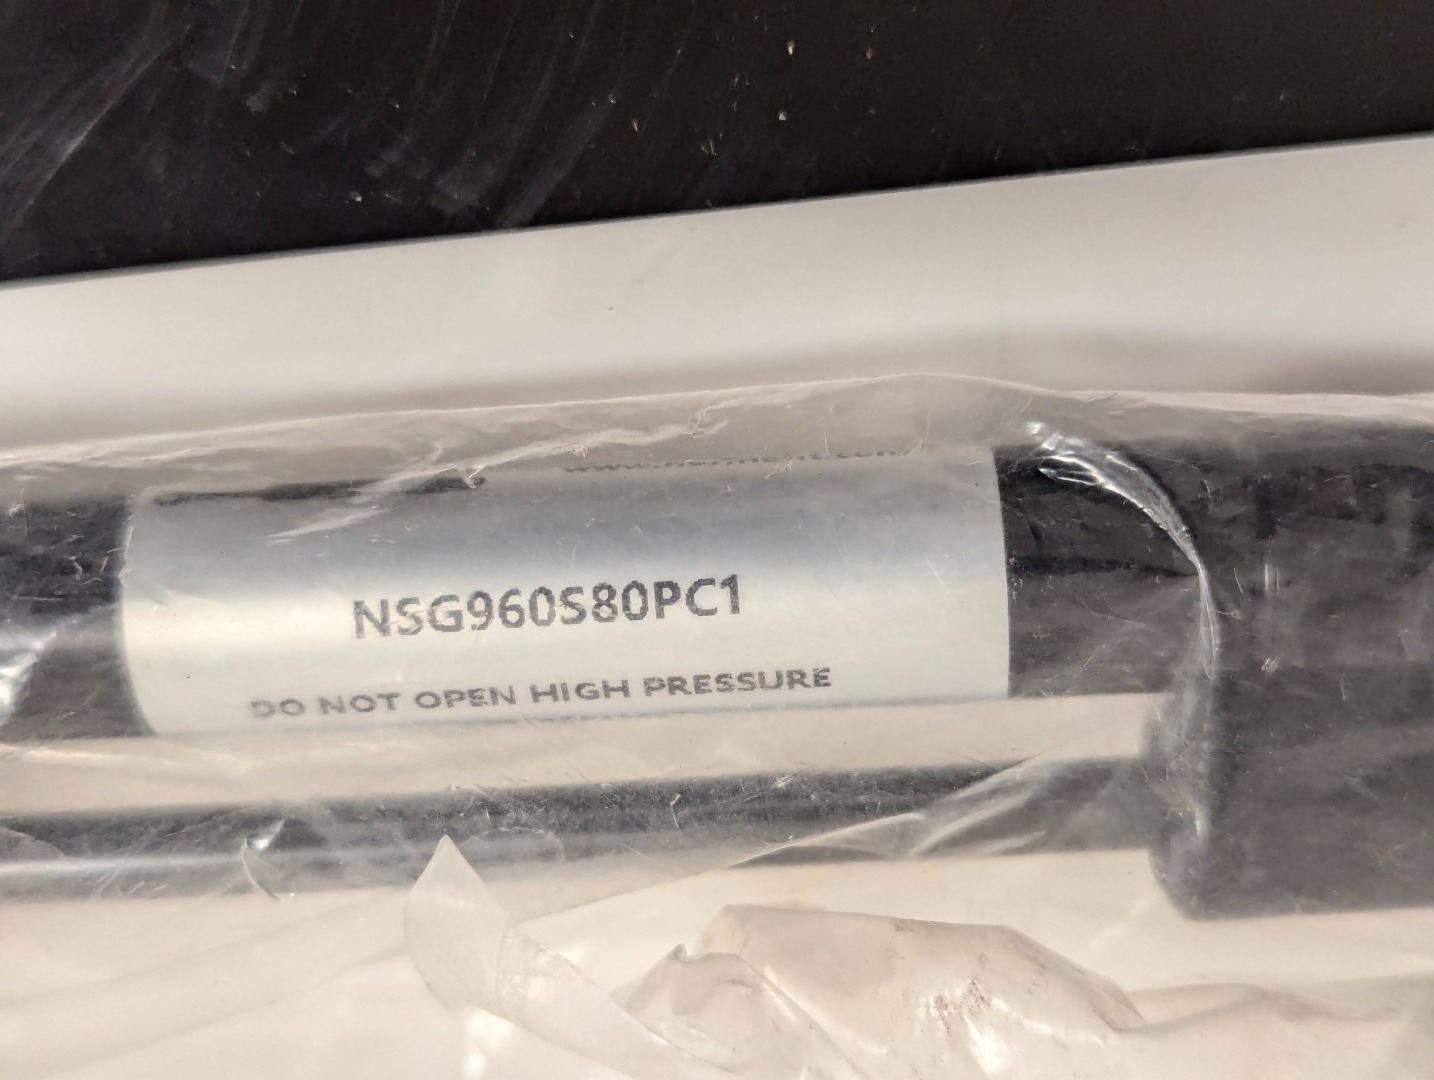 NSG960S80PC1
DO NOT OPEN HIGH PRESSURE